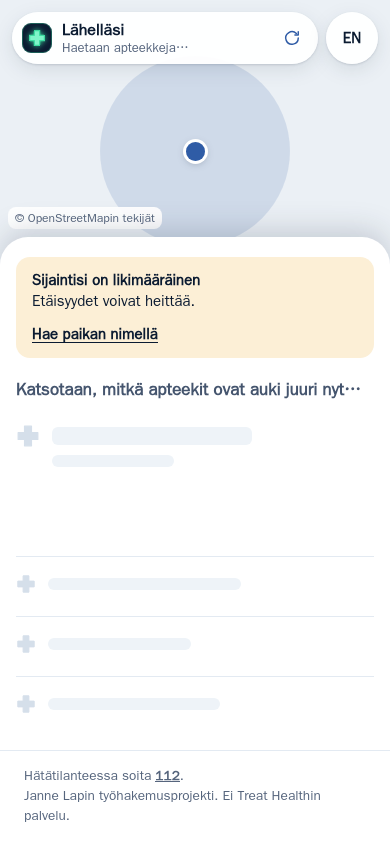 Lähelläsi
Haetaan apteekkeja…
EN
© OpenStreetMapin tekijät
Sijaintisi on likimääräinen
Etäisyydet voivat heittää.
Hae paikan nimellä
Katsotaan, mitkä apteekit ovat auki juuri nyt…
Hätätilanteessa soita 112.
Janne Lapin työhakemusprojekti. Ei Treat Healthin
palvelu.